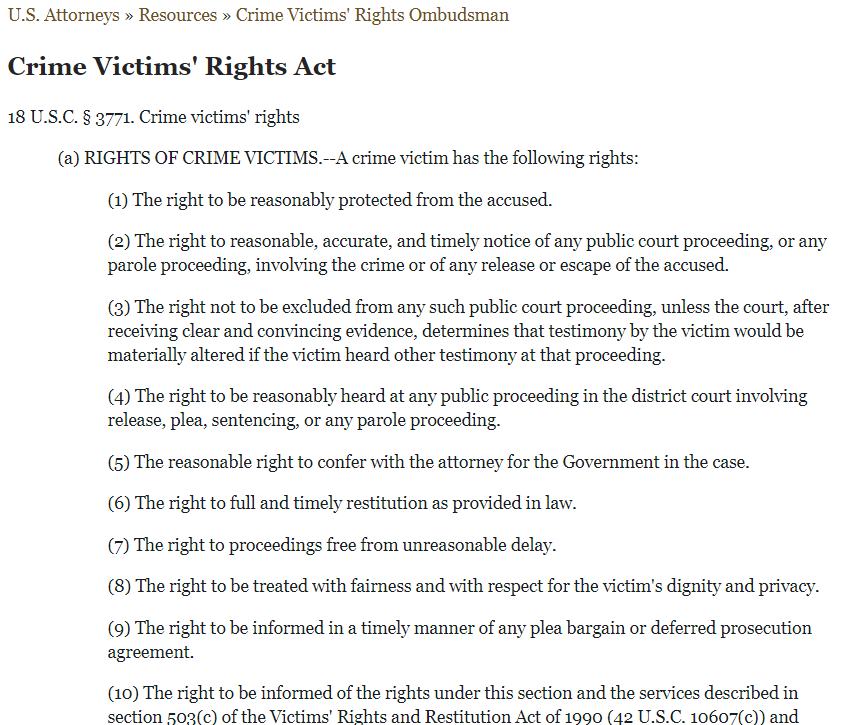 U.S. Attorneys » Resources » Crime Victims' Rights Ombudsman
Crime Victims' Rights Act
18 U.S.C. § 3771. Crime victims' rights
(a) RIGHTS OF CRIME VICTIMS.--A crime victim has the following rights:
(1) The right to be reasonably protected from the accused.
(2) The right to reasonable, accurate, and timely notice of any public court proceeding, or any
parole proceeding, involving the crime or of any release or escape of the accused.
(3) The right not to be excluded from any such public court proceeding, unless the court, after
receiving clear and convincing evidence, determines that testimony by the victim would be
materially altered if the victim heard other testimony at that proceeding.
(4) The right to be reasonably heard at any public proceeding in the district court involving
release, plea, sentencing, or any parole proceeding.
(5) The reasonable right to confer with the attorney for the Government in the case.
(6) The right to full and timely restitution as provided in law.
(7) The right to proceedings free from unreasonable delay.
(8) The right to be treated with fairness and with respect for the victim's dignity and privacy.
(9) The right to be informed in a timely manner of any plea bargain or deferred prosecution
agreement.
(10) The right to be informed of the rights under this section and the services described in
section 503(c) of the Victims' Rights and Restitution Act of 1990 (42 U.S.C. 10607(c)) and